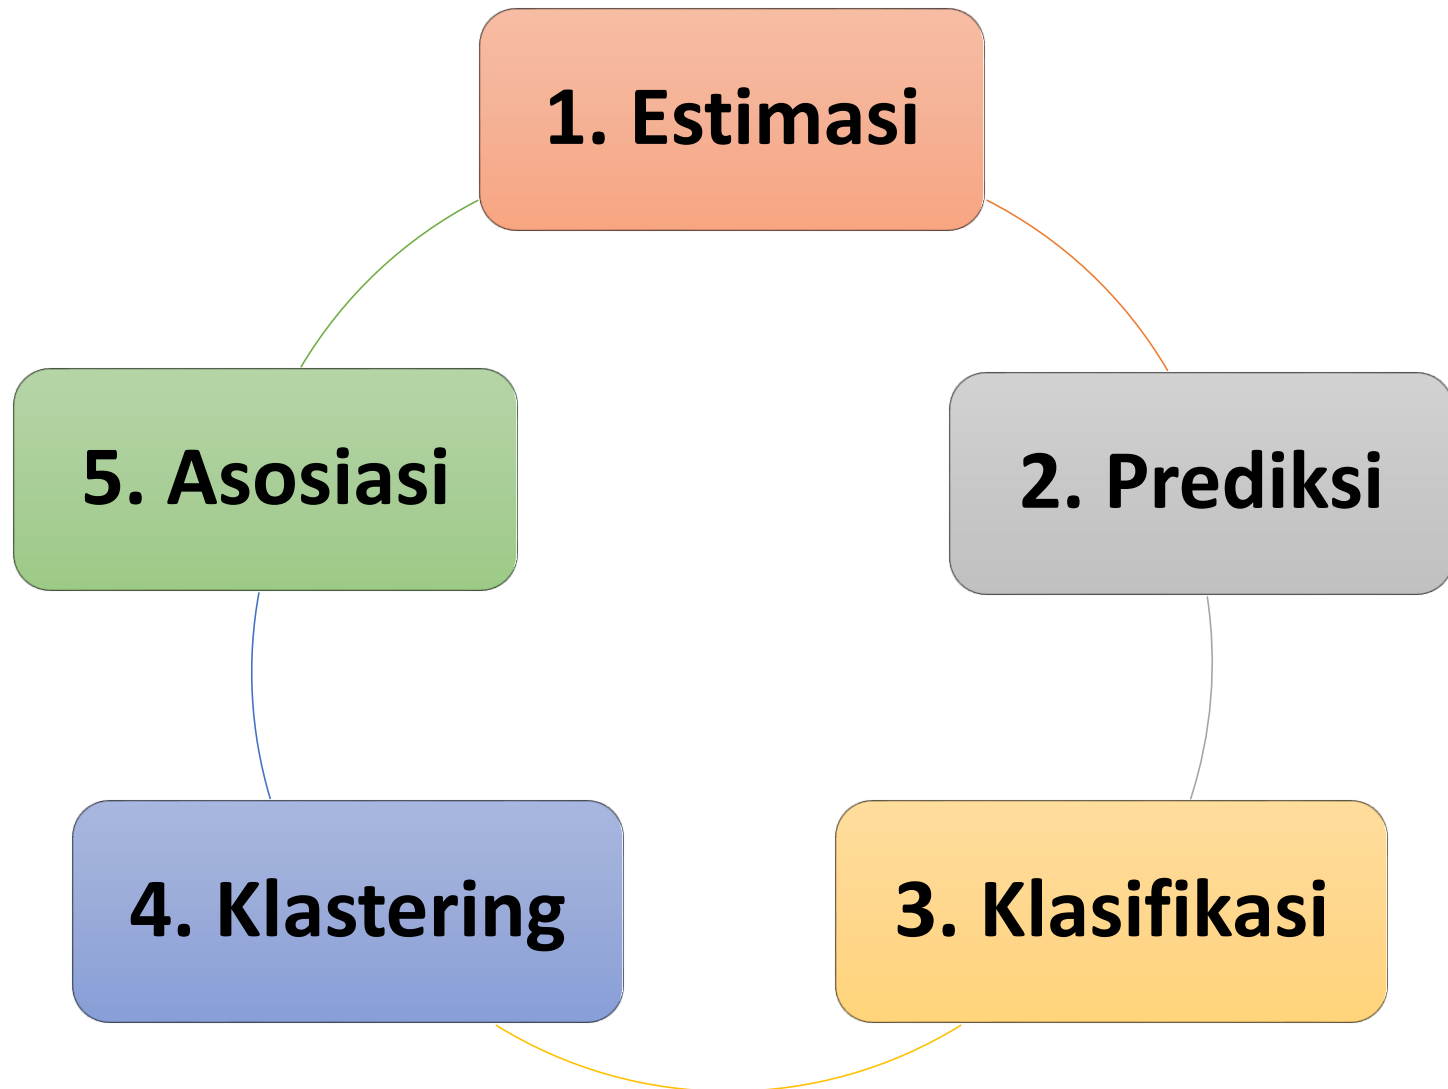 1. Estimasi
2. Prediksi
3. Klasifikasi
4. Klastering
5. Asosiasi